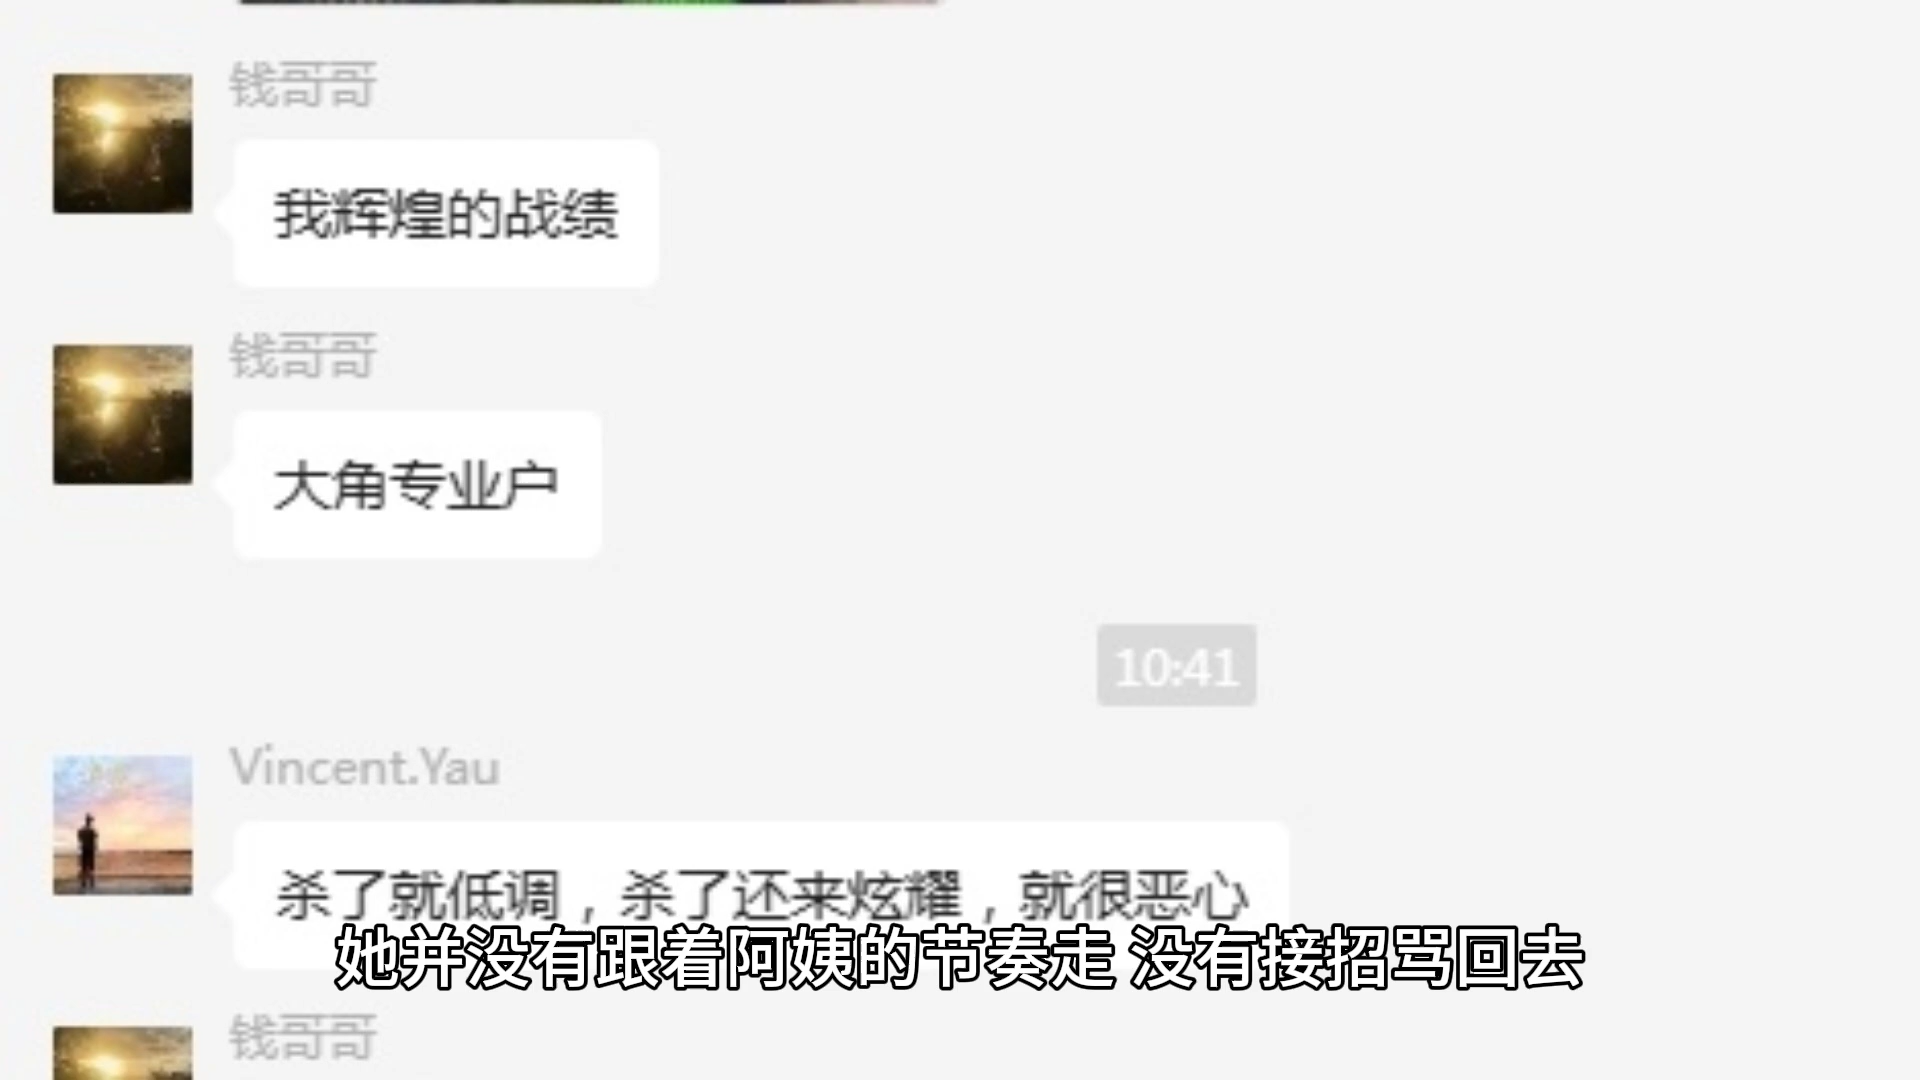 钱哥哥
我辉煌的战绩
钱哥哥
大角专业户
10:41
Vincent.Yau
杀了就低调，杀了还来炫耀，就很恶心
她并没有跟着阿姨的节奏走 没有接招骂回去
钱哥哥